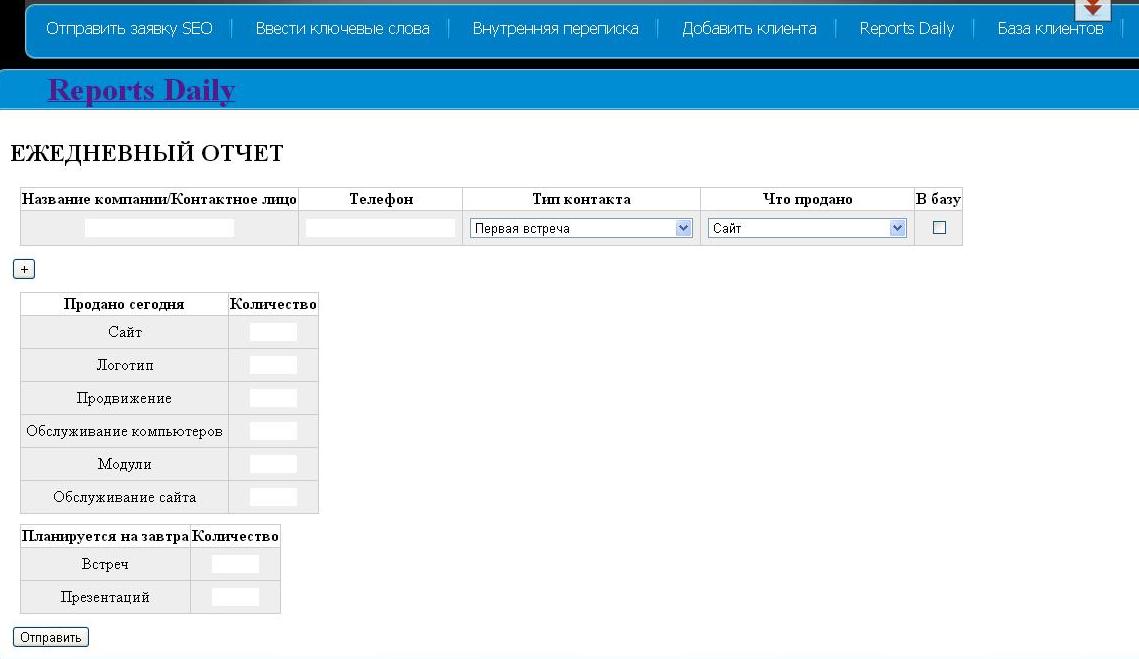 Отправить заявку SEO Ввести ключевые слова Внутренняя переписка Добавить клиента Reports Daily База клиентов
Reports Daily
ЕЖЕДНЕВНЫЙ ОТЧЕТ
Название компании/Контактное лицо Телефон Тип контакта Что продано В базу
Первая встреча Сайт
+
Продано сегодня Количество
Сайт
Логотип
Продвижение
Обслуживание компьютеров
Модули
Обслуживание сайта
Планируется на завтра Количество
Встреч
Презентаций
Отправить